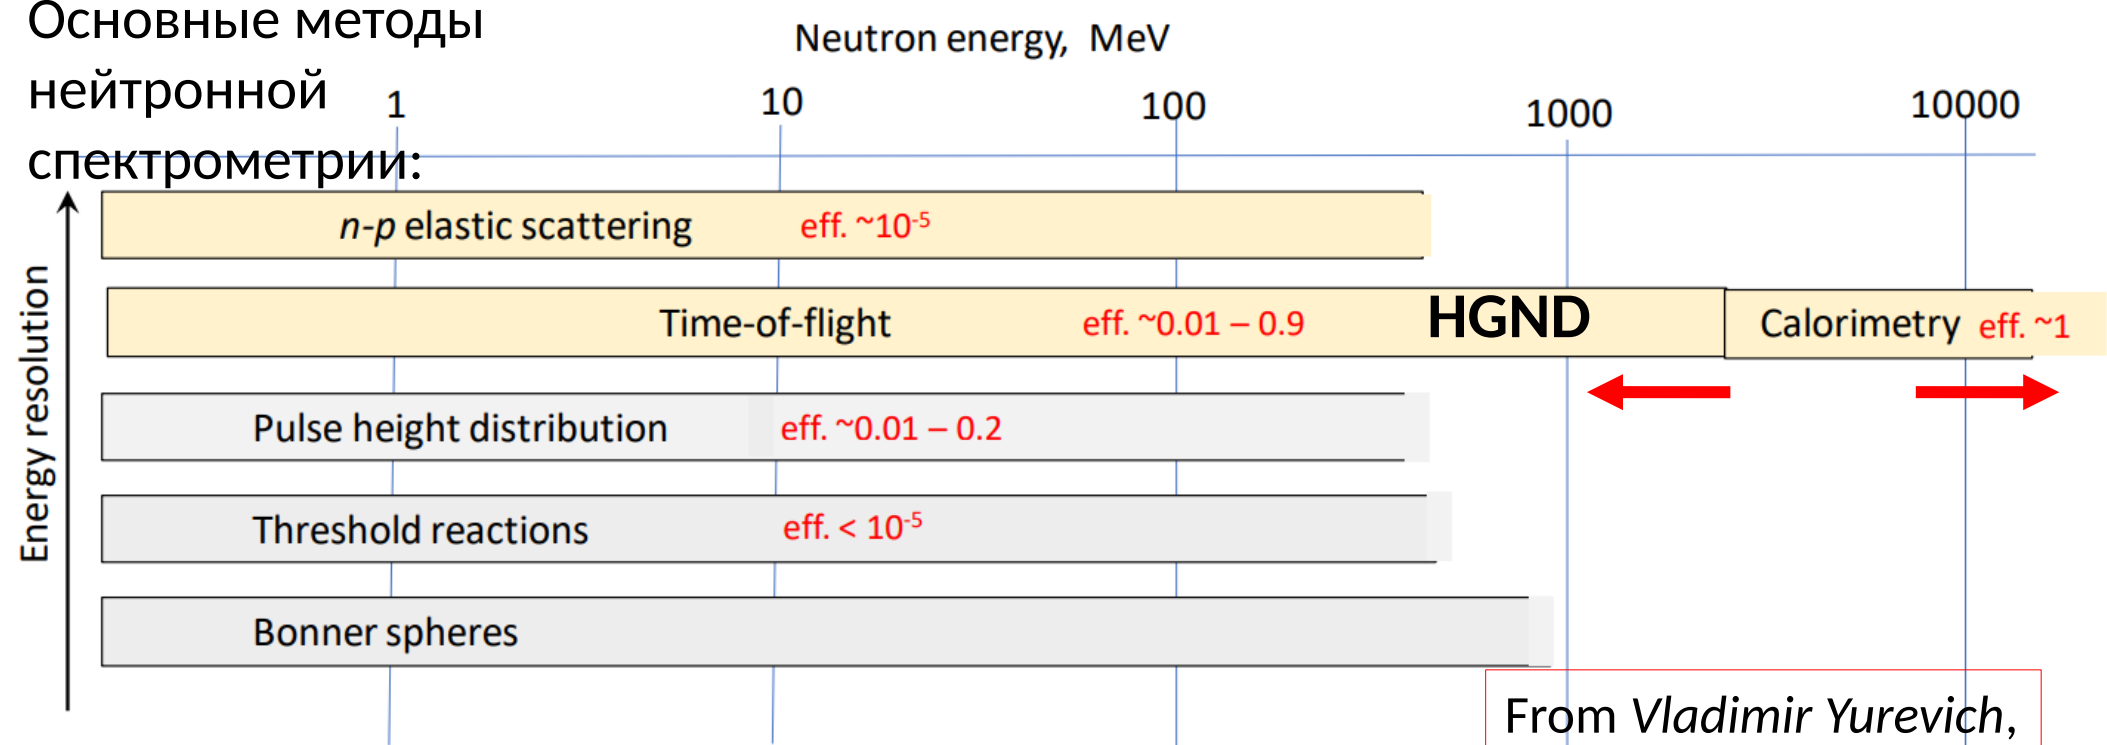 Основные методы
нейтронной
спектрометрии:
Neutron energy, MeV
1 10 100 1000 10000
Energy resolution
n-p elastic scattering eff. ~10⁻⁵
Time-of-flight eff. ~0.01 – 0.9 HGND Calorimetry eff. ~1
Pulse height distribution eff. ~0.01 – 0.2
Threshold reactions eff. < 10⁻⁵
Bonner spheres
From Vladimir Yurevich,